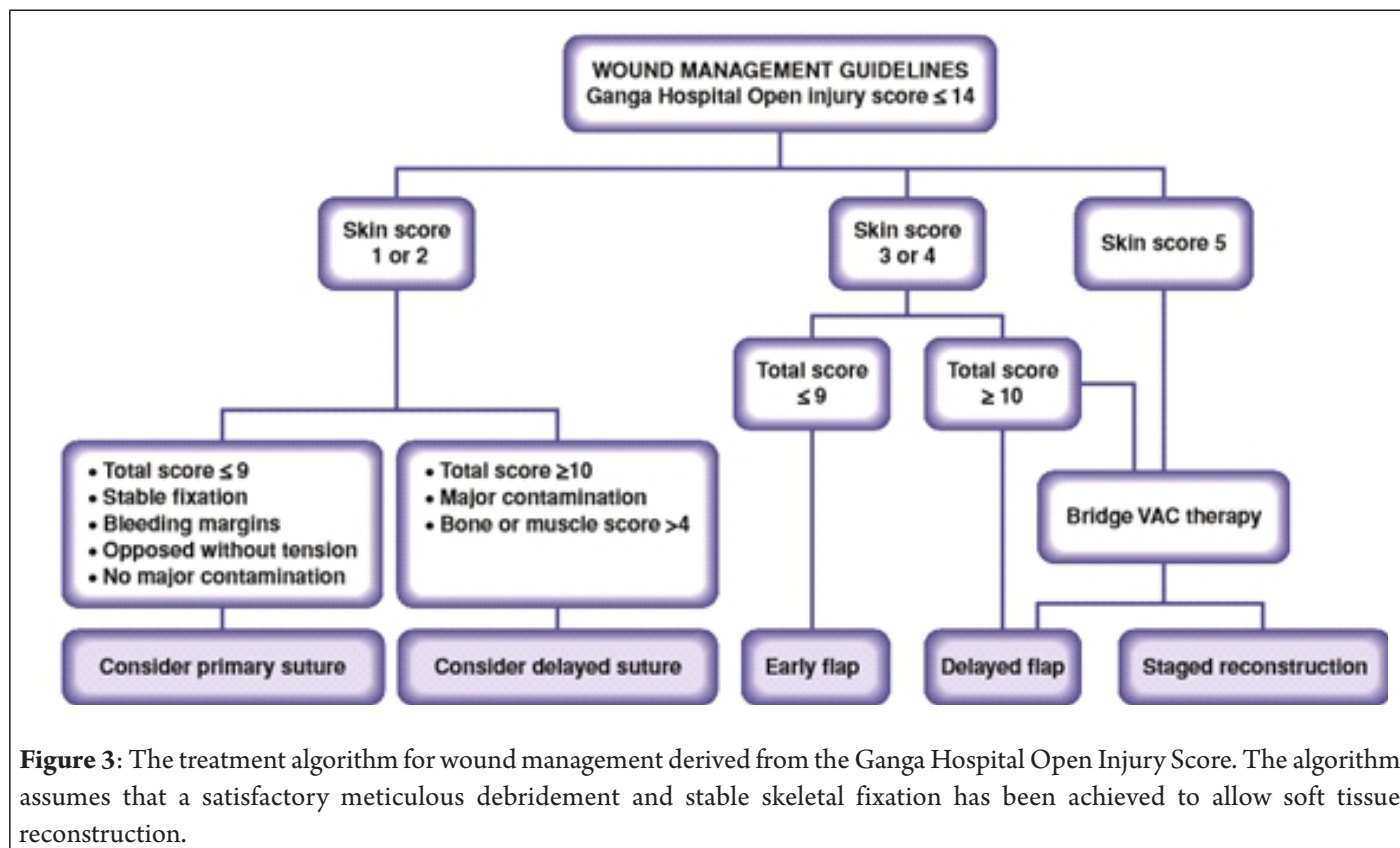 WOUND MANAGEMENT GUIDELINES
Ganga Hospital Open injury score ≤ 14
Skin score
1 or 2
Skin score
3 or 4
Skin score 5
Total score
≤ 9
Total score
≥ 10
• Total score ≤ 9
• Stable fixation
• Bleeding margins
• Opposed without tension
• No major contamination
• Total score ≥10
• Major contamination
• Bone or muscle score >4
Bridge VAC therapy
Consider primary suture
Consider delayed suture
Early flap
Delayed flap
Staged reconstruction
Figure 3: The treatment algorithm for wound management derived from the Ganga Hospital Open Injury Score. The algorithm
assumes that a satisfactory meticulous debridement and stable skeletal fixation has been achieved to allow soft tissue
reconstruction.